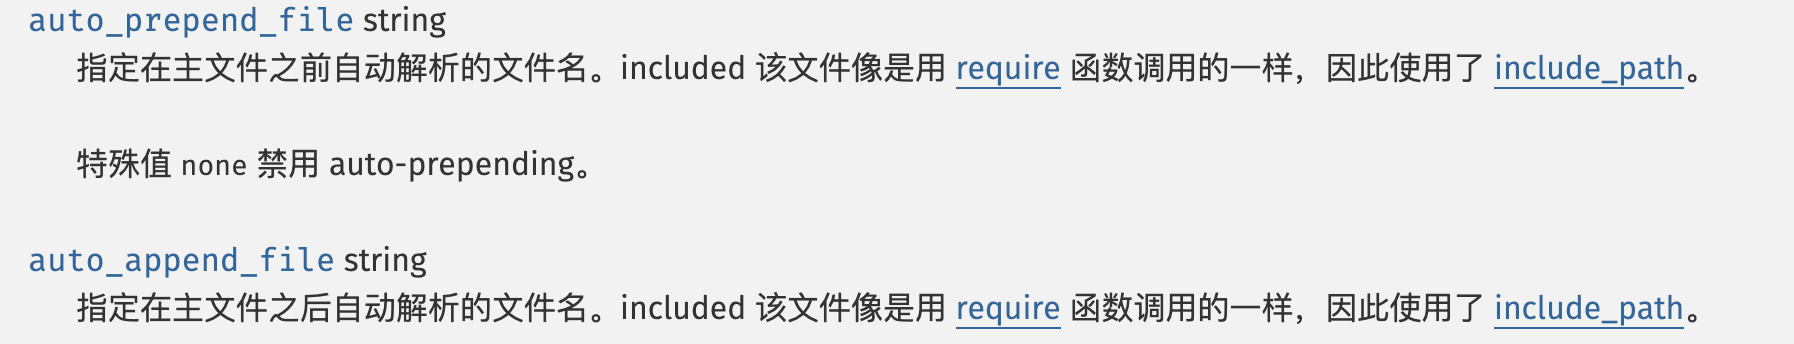 auto_prepend_file string
指定在主文件之前自动解析的文件名。included 该文件像是用 require 函数调用的一样，因此使用了 include_path。
特殊值 none 禁用 auto-prepending。
auto_append_file string
指定在主文件之后自动解析的文件名。included 该文件像是用 require 函数调用的一样，因此使用了 include_path。